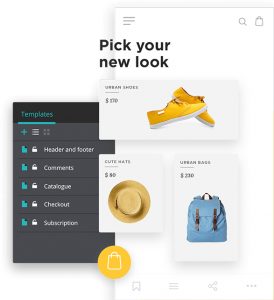 Pick your
new look
URBAN SHOES
$ 170
Templates
Header and footer
Comments
Catalogue
Checkout
Subscription
CUTE HATS
$ 80
URBAN BAGS
$ 230